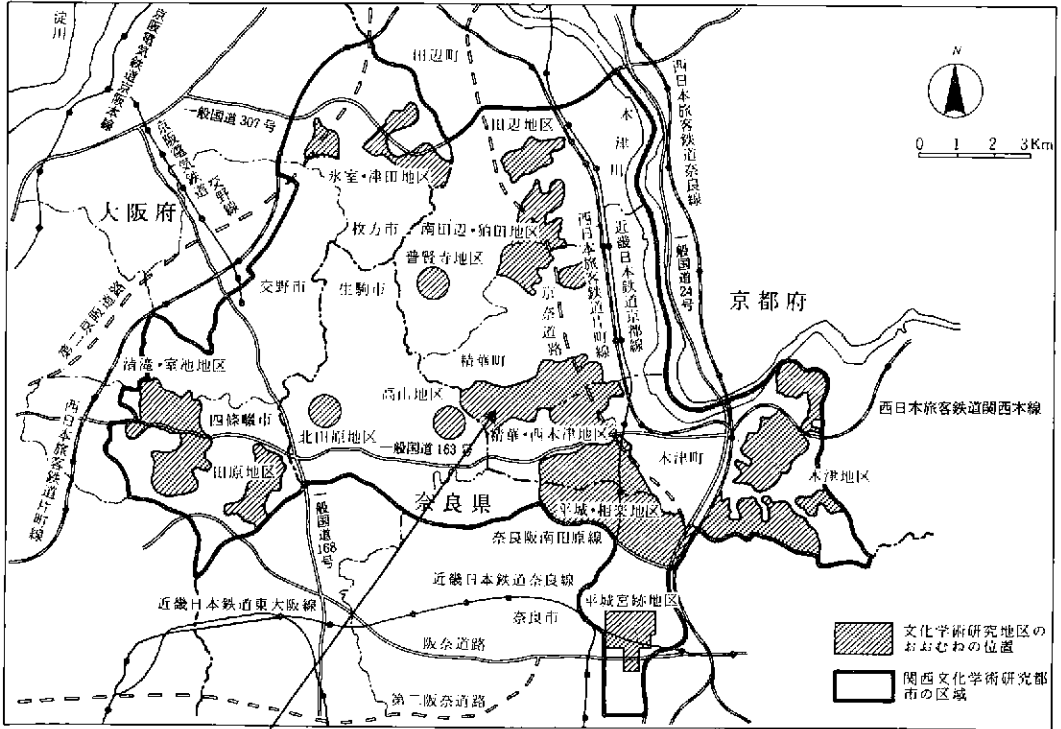 淀川
京阪電気鉄道京阪本線
一般国道307号
京阪電気鉄道
交野線
田辺町
田辺地区
木津川
西日本旅客鉄道奈良線
N
0 1 2 3Km
氷室・津田地区
大阪府
枚方市
南田辺・狛田地区
普賢寺地区
交野市
生駒市
京奈道路
西日本旅客鉄道片町線
近畿日本鉄道京都線
一般国道24号
京都府
第二京阪道路
精華町
清滝・室池地区
高山地区
四條畷市
北田原地区
一般国道163号
精華・西木津地区
西日本旅客鉄道関西本線
木津町
木津地区
西日本旅客鉄道片町線
田原地区
奈良県
平城・相楽地区
一般国道168号
奈良阪南田原線
近畿日本鉄道奈良線
近畿日本鉄道東大阪線
平城宮跡地区
奈良市
阪奈道路
第二阪奈道路
文化学術研究地区の
おおむねの位置
関西文化学術研究都
市の区域